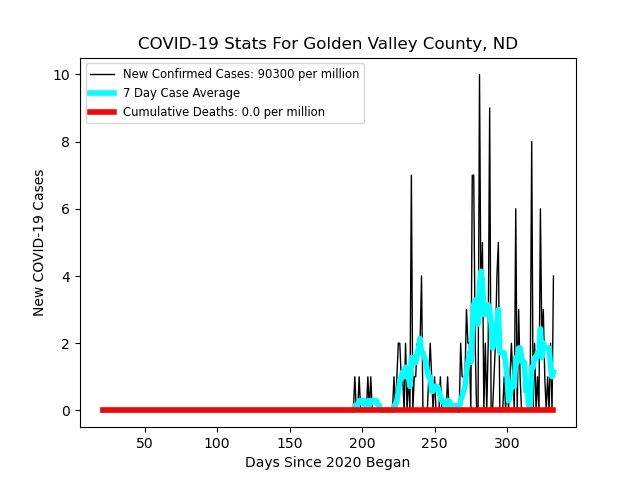 COVID-19 Stats For Golden Valley County, ND
New Confirmed Cases: 90300 per million
7 Day Case Average
Cumulative Deaths: 0.0 per million
New COVID-19 Cases
10
8
6
4
2
0
50
100
150
200
250
300
Days Since 2020 Began